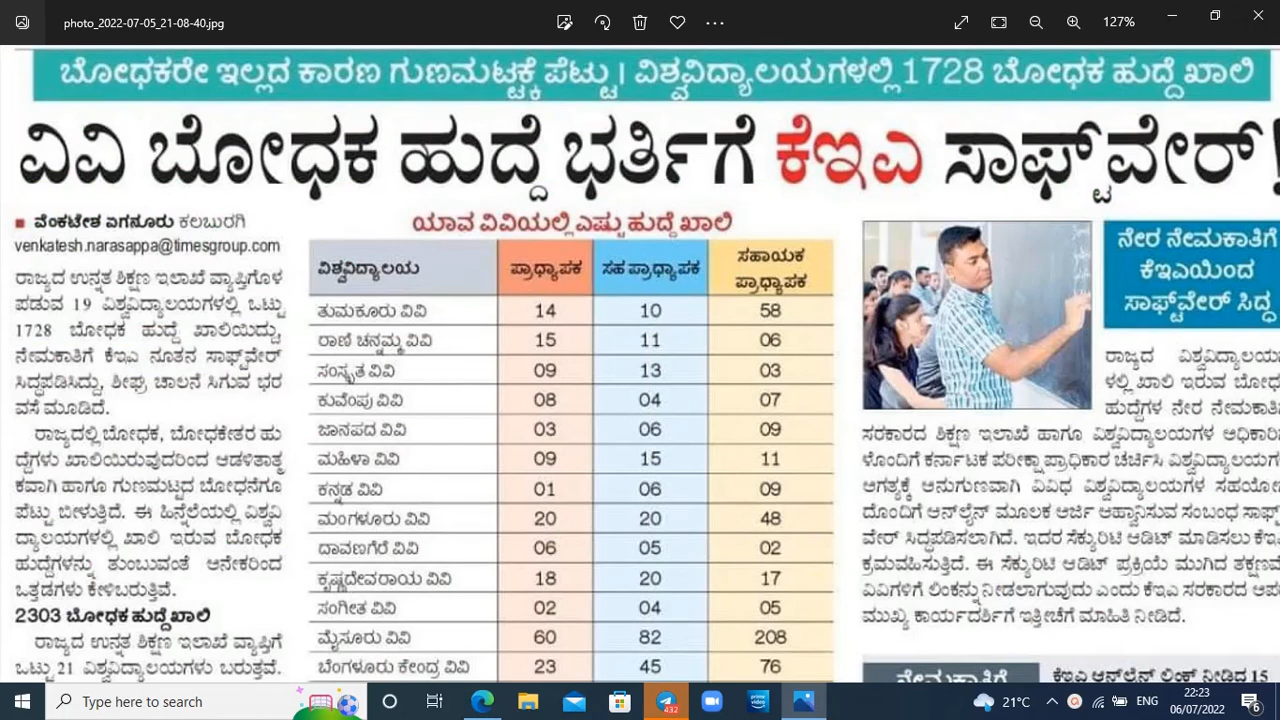 photo_2022-07-05_21-08-40.jpg
127%
ಬೋಧಕರೇ ಇಲ್ಲದ ಕಾರಣ ಗುಣಮಟ್ಟಕ್ಕೆ ಪೆಟ್ಟು। ವಿಶ್ವವಿದ್ಯಾಲಯಗಳಲ್ಲಿ 1728 ಬೋಧಕ ಹುದ್ದೆ ಖಾಲಿ
ವಿವಿ ಬೋಧಕ ಹುದ್ದೆ ಭರ್ತಿಗೆ ಕೆಇಎ ಸಾಫ್ಟ್‌ವೇರ್!
■ ವೆಂಕಟೇಶ ಏಗನೂರು ಕಲಬುರಗಿ
venkatesh.narasappa@timesgroup.com
ರಾಜ್ಯದ ಉನ್ನತ ಶಿಕ್ಷಣ ಇಲಾಖೆ ವ್ಯಾಪ್ತಿಗೊಳ
ಪಡುವ 19 ವಿಶ್ವವಿದ್ಯಾಲಯಗಳಲ್ಲಿ ಒಟ್ಟು
1728 ಬೋಧಕ ಹುದ್ದೆ ಖಾಲಿಯಿದ್ದು,
ನೇಮಕಾತಿಗೆ ಕೆಇಎ ನೂತನ ಸಾಫ್ಟ್‌ವೇರ್
ಸಿದ್ಧಪಡಿಸಿದ್ದು, ಶೀಘ್ರ ಚಾಲನೆ ಸಿಗುವ ಭರ
ವಸೆ ಮೂಡಿದೆ.
ರಾಜ್ಯದಲ್ಲಿ ಬೋಧಕ, ಬೋಧಕೇತರ ಹು
ದ್ದೆಗಳು ಖಾಲಿಯಿರುವುದರಿಂದ ಆಡಳಿತಾತ್ಮ
ಕವಾಗಿ ಹಾಗೂ ಗುಣಮಟ್ಟದ ಬೋಧನೆಗೂ
ಪೆಟ್ಟು ಬೀಳುತ್ತಿದೆ. ಈ ಹಿನ್ನೆಲೆಯಲ್ಲಿ ವಿಶ್ವವಿ
ದ್ಯಾಲಯಗಳಲ್ಲಿ ಖಾಲಿ ಇರುವ ಬೋಧಕ
ಹುದ್ದೆಗಳನ್ನು ತುಂಬುವಂತೆ ಅನೇಕರಿಂದ
ಒತ್ತಡಗಳು ಕೇಳಿಬರುತ್ತಿವೆ.
2303 ಬೋಧಕ ಹುದ್ದೆ ಖಾಲಿ
ರಾಜ್ಯದ ಉನ್ನತ ಶಿಕ್ಷಣ ಇಲಾಖೆ ವ್ಯಾಪ್ತಿಗೆ
ಒಟ್ಟು 21 ವಿಶ್ವವಿದ್ಯಾಲಯಗಳು ಬರುತ್ತವೆ.
ಯಾವ ವಿವಿಯಲ್ಲಿ ಎಷ್ಟು ಹುದ್ದೆ ಖಾಲಿ
ವಿಶ್ವವಿದ್ಯಾಲಯ ಪ್ರಾಧ್ಯಾಪಕ ಸಹ ಪ್ರಾಧ್ಯಾಪಕ ಸಹಾಯಕ ಪ್ರಾಧ್ಯಾಪಕ
ತುಮಕೂರು ವಿವಿ 14 10 58
ರಾಣಿ ಚನ್ನಮ್ಮ ವಿವಿ 15 11 06
ಸಂಸ್ಕೃತ ವಿವಿ 09 13 03
ಕುವೆಂಪು ವಿವಿ 08 04 07
ಜಾನಪದ ವಿವಿ 03 06 09
ಮಹಿಳಾ ವಿವಿ 09 15 11
ಕನ್ನಡ ವಿವಿ 01 06 09
ಮಂಗಳೂರು ವಿವಿ 20 20 48
ದಾವಣಗೆರೆ ವಿವಿ 06 05 02
ಕೃಷ್ಣದೇವರಾಯ ವಿವಿ 18 20 17
ಸಂಗೀತ ವಿವಿ 02 04 05
ಮೈಸೂರು ವಿವಿ 60 82 208
ಬೆಂಗಳೂರು ಕೇಂದ್ರ ವಿವಿ 23 45 76
ನೇರ ನೇಮಕಾತಿಗೆ
ಕೆಇಎಯಿಂದ
ಸಾಫ್ಟ್‌ವೇರ್ ಸಿದ್ಧ
ರಾಜ್ಯದ ವಿಶ್ವವಿದ್ಯಾಲಯ
ಳಲ್ಲಿ ಖಾಲಿ ಇರುವ ಬೋಧ
ಹುದ್ದೆಗಳ ನೇರ ನೇಮಕಾತಿ
ಸರಕಾರದ ಶಿಕ್ಷಣ ಇಲಾಖೆ ಹಾಗೂ ವಿಶ್ವವಿದ್ಯಾಲಯಗಳ ಅಧಿಕಾರಿ
ಳೊಂದಿಗೆ ಕರ್ನಾಟಕ ಪರೀಕ್ಷಾ ಪ್ರಾಧಿಕಾರ ಚರ್ಚಿಸಿ ವಿಶ್ವವಿದ್ಯಾಲಯಗ
ಅಗತ್ಯಕ್ಕೆ ಅನುಗುಣವಾಗಿ ವಿವಿಧ ವಿಶ್ವವಿದ್ಯಾಲಯಗಳ ಸಹಯೋ
ದೊಂದಿಗೆ ಆನ್‌ಲೈನ್ ಮೂಲಕ ಅರ್ಜಿ ಆಹ್ವಾನಿಸುವ ಸಂಬಂಧ ಸಾಫ್ಟ್
ವೇರ್ ಸಿದ್ಧಪಡಿಸಲಾಗಿದೆ. ಇದರ ಸೆಕ್ಯುರಿಟಿ ಆಡಿಟ್ ಮಾಡಿಸಲು ಕೆಇ
ಕ್ರಮವಹಿಸುತ್ತಿದೆ. ಈ ಸೆಕ್ಯುರಿಟಿ ಆಡಿಟ್ ಪ್ರಕ್ರಿಯೆ ಮುಗಿದ ತಕ್ಷಣವ
ವಿವಿಗಳಿಗೆ ಲಿಂಕನ್ನು ನೀಡಲಾಗುವುದು ಎಂದು ಕೆಇಎ ಸರಕಾರದ ಅಪ
ಮುಖ್ಯ ಕಾರ್ಯದರ್ಶಿಗೆ ಇತ್ತೀಚೆಗೆ ಮಾಹಿತಿ ನೀಡಿದೆ.
ನೇಮಕಾತಿಗೆ
ಕೆಇಎ ಆನ್‌ಲೈನ್ ಲಿಂಕ್ ನೀಡಿದ 15
Type here to search
432
21°C
ENG
22:23
06/07/2022
6